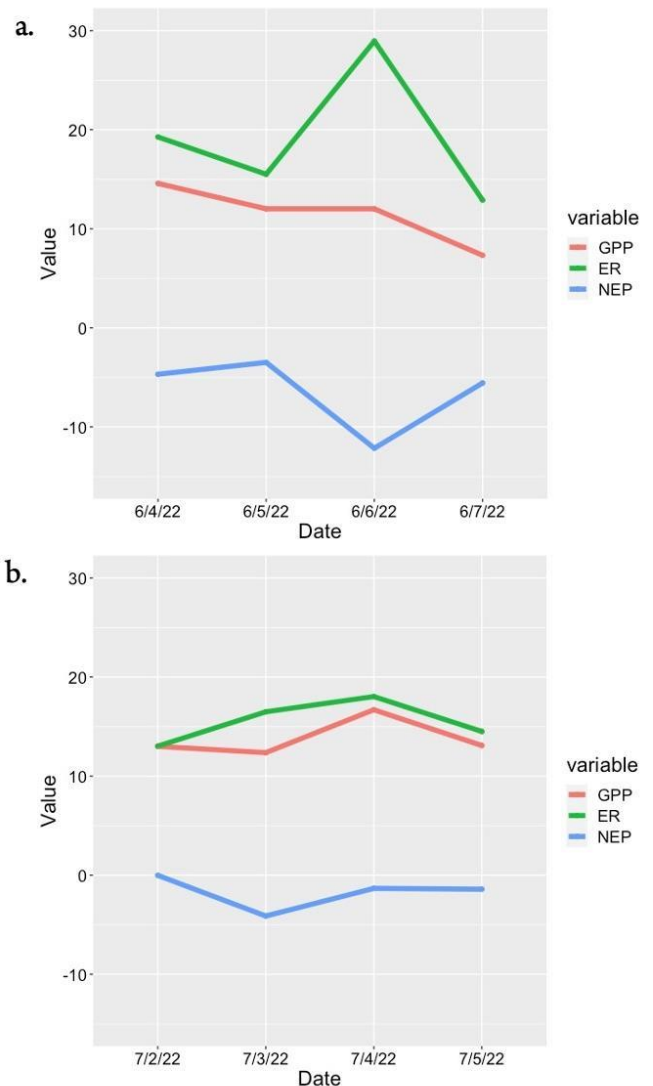 a.
30
20
10
0
-10
Value
6/4/22 6/5/22 6/6/22 6/7/22
Date
variable
GPP
ER
NEP
b.
30
20
10
0
-10
Value
7/2/22 7/3/22 7/4/22 7/5/22
Date
variable
GPP
ER
NEP